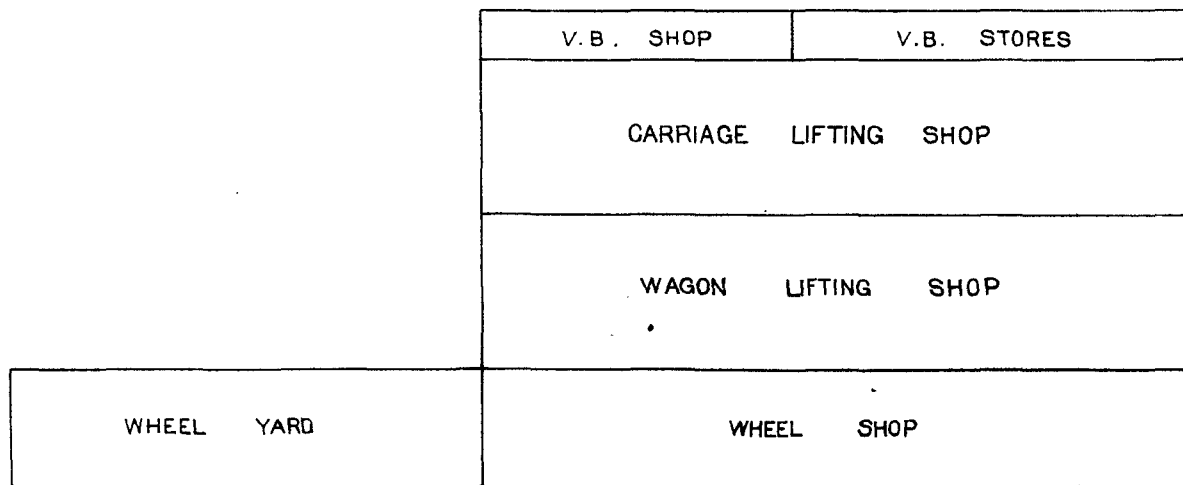 V.B. SHOP V.B. STORES
CARRIAGE LIFTING SHOP
WAGON LIFTING SHOP
WHEEL YARD WHEEL SHOP